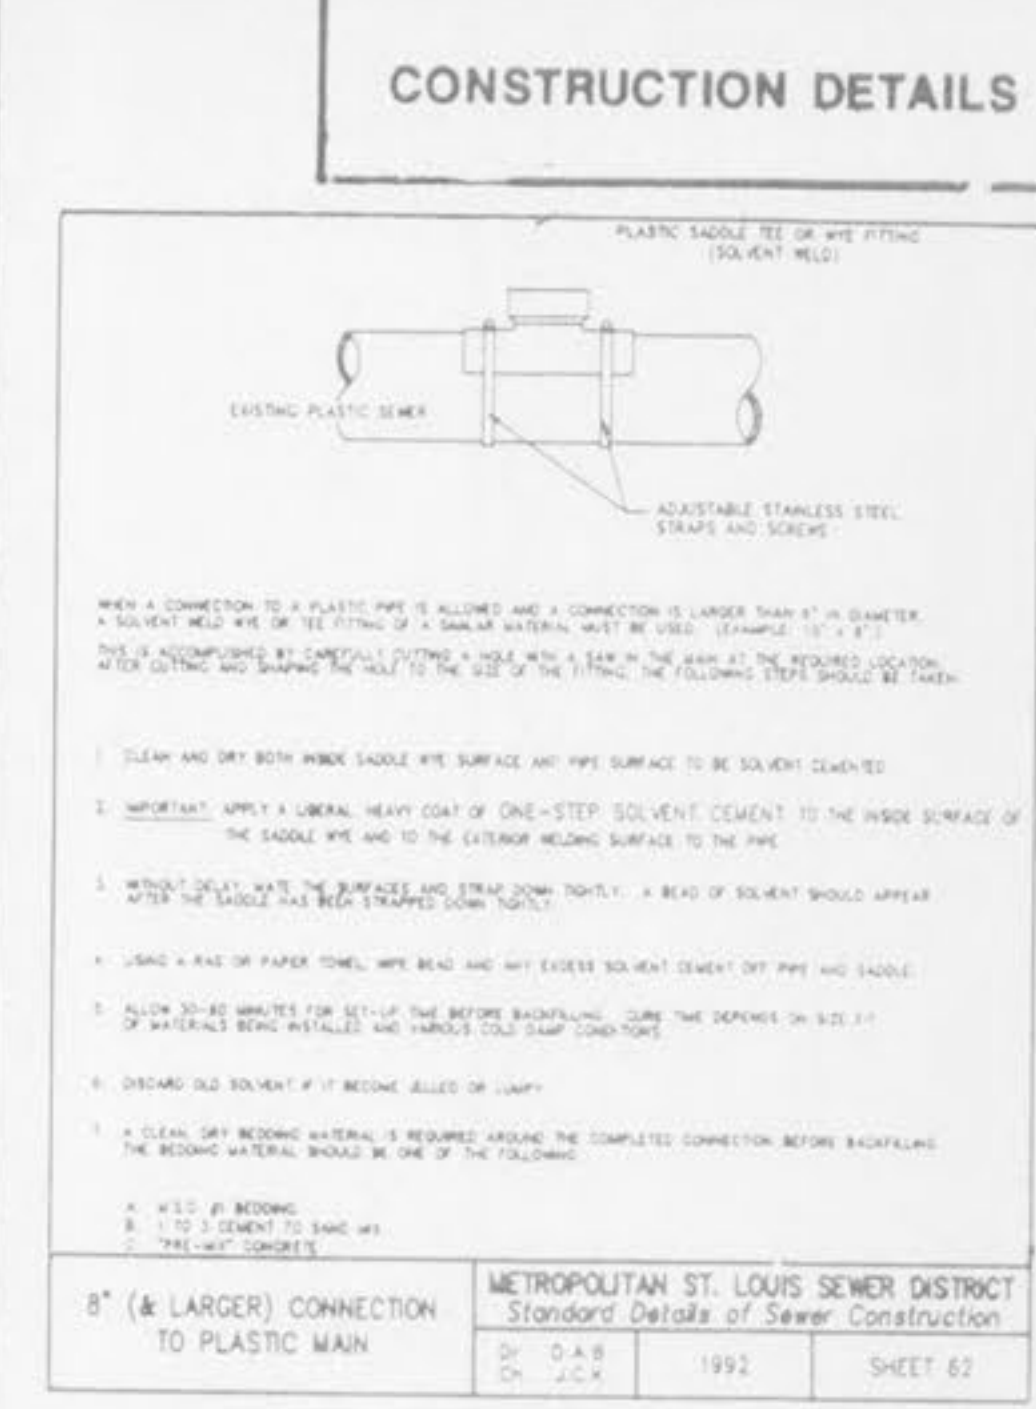 CONSTRUCTION DETAILS
PLASTIC SADDLE TEE OR WYE FITTING
(SOLVENT WELD)
EXISTING PLASTIC SEWER
ADJUSTABLE STAINLESS STEEL
STRAPS AND SCREWS
WHEN A CONNECTION TO A PLASTIC PIPE IS ALLOWED AND A CONNECTION IS LARGER THAN IN DIAMETER,
A SOLVENT WELD WYE OR TEE FITTING OF A SIMILAR MATERIAL MUST BE USED. (EXAMPLE:
THIS IS ACCOMPLISHED BY CAREFULLY CUTTING A HOLE WITH A SAW IN THE MAIN AT THE REQUIRED LOCATION.
AFTER CUTTING AND SHAPING THE HOLE TO THE SIZE OF THE FITTING, THE FOLLOWING STEPS SHOULD BE TAKEN:
1. CLEAN AND DRY BOTH INSIDE SADDLE WYE SURFACE AND PIPE SURFACE TO BE SOLVENT CEMENTED.
2. IMPORTANT: APPLY A LIBERAL HEAVY COAT OF ONE-STEP SOLVENT CEMENT TO THE INSIDE SURFACE OF
THE SADDLE WYE AND TO THE EXTERIOR WELDING SURFACE TO THE PIPE.
3. WITHOUT DELAY, MATE THE SURFACES AND STRAP DOWN TIGHTLY. A BEAD OF SOLVENT SHOULD APPEAR
AFTER THE SADDLE HAS BEEN STRAPPED DOWN TIGHTLY.
4. USING A RAG OR PAPER TOWEL, WIPE BEAD AND ANY EXCESS SOLVENT CEMENT OFF PIPE AND SADDLE.
5. ALLOW MINUTES FOR SET-UP TIME BEFORE BACKFILLING. CURE TIME DEPENDS ON SIZE
OF MATERIALS BEING INSTALLED AND VARIOUS COLD DAMP CONDITIONS.
6. DISCARD OLD SOLVENT IF IT BECOME JELLED OR LUMPY.
7. A CLEAN, DRY BEDDING MATERIAL IS REQUIRED AROUND THE COMPLETED CONNECTION BEFORE BACKFILLING.
THE BEDDING MATERIAL SHOULD BE ONE OF THE FOLLOWING:
A. BEDDING
B. 1 TO 3 CEMENT TO SAND MIX
C. "PRE-MIX" CONCRETE
8" (& LARGER) CONNECTION
TO PLASTIC MAIN
METROPOLITAN ST. LOUIS SEWER DISTRICT
Standard Details of Sewer Construction
Dr. D.A.B
Ch. J.C.K
1992
SHEET 62